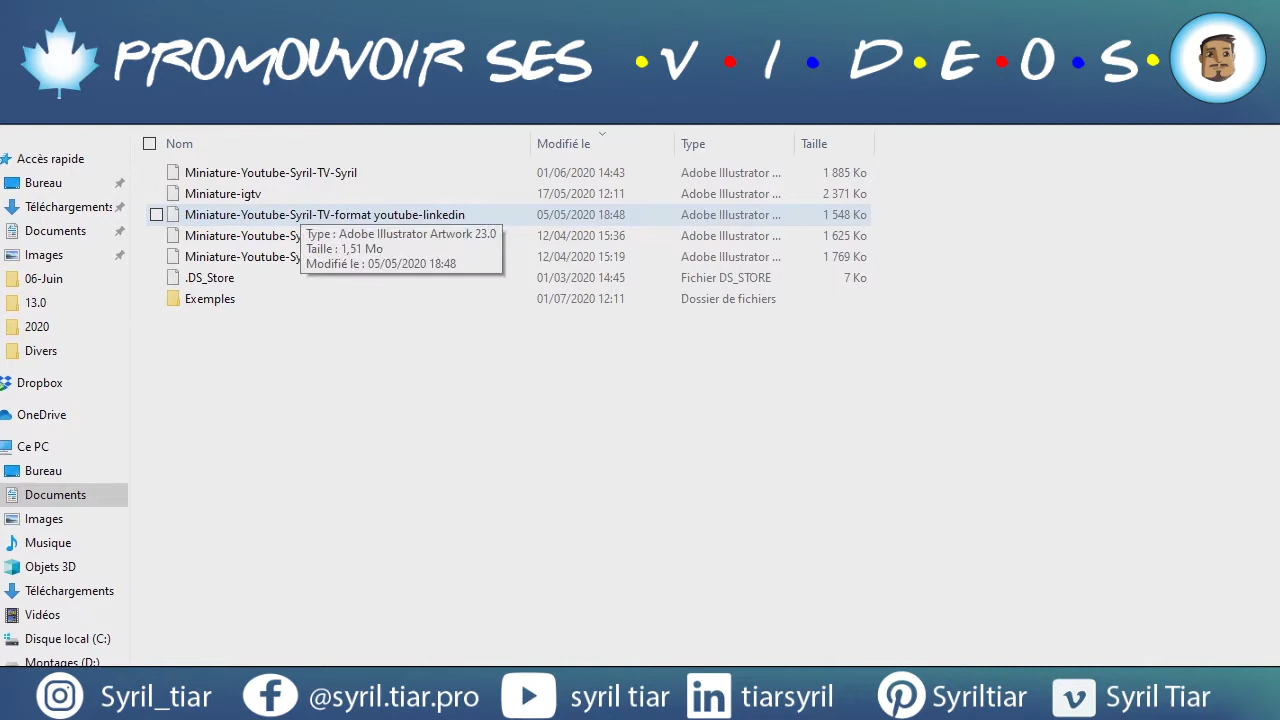 PROMOUVOIR SES VIDEOS
Nom Modifié le Type Taille
Accès rapide
Bureau
Téléchargements
Documents
Images
06-Juin
13.0
2020
Divers
Dropbox
OneDrive
Ce PC
Bureau
Documents
Images
Musique
Objets 3D
Téléchargements
Vidéos
Disque local (C:)
Montages (D:)
Miniature-Youtube-Syril-TV-Syril 01/06/2020 14:43 Adobe Illustrator ... 1 885 Ko
Miniature-igtv 17/05/2020 12:11 Adobe Illustrator ... 2 371 Ko
Miniature-Youtube-Syril-TV-format youtube-linkedin 05/05/2020 18:48 Adobe Illustrator ... 1 548 Ko
Miniature-Youtube-Sy 12/04/2020 15:36 Adobe Illustrator ... 1 625 Ko
Miniature-Youtube-Sy 12/04/2020 15:19 Adobe Illustrator ... 1 769 Ko
.DS_Store 01/03/2020 14:45 Fichier DS_STORE 7 Ko
Exemples 01/07/2020 12:11 Dossier de fichiers
Type : Adobe Illustrator Artwork 23.0
Taille : 1,51 Mo
Modifié le : 05/05/2020 18:48
Syril_tiar @syril.tiar.pro syril tiar tiarsyril Syriltiar Syril Tiar